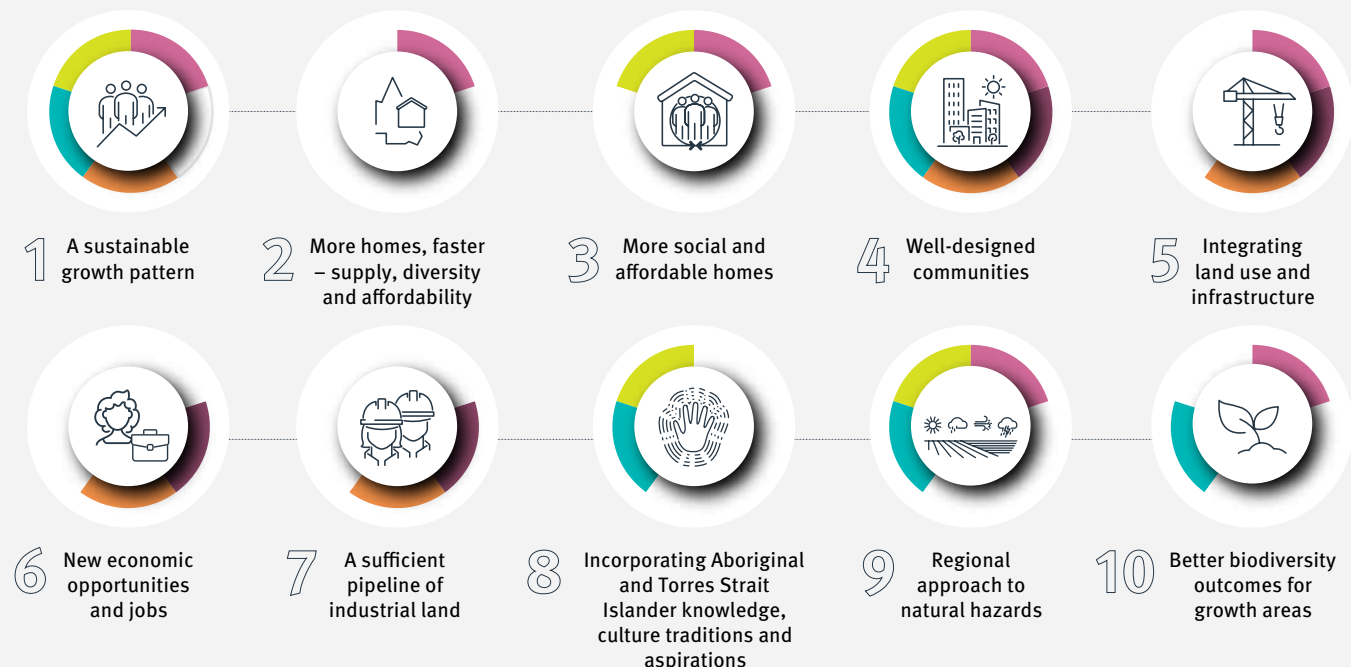 1 A sustainable
growth pattern
2 More homes, faster
– supply, diversity
and affordability
3 More social and
affordable homes
4 Well-designed
communities
5 Integrating
land use and
infrastructure
6 New economic
opportunities
and jobs
7 A sufficient
pipeline of
industrial land
8 Incorporating Aboriginal
and Torres Strait
Islander knowledge,
culture traditions and
aspirations
9 Regional
approach to
natural hazards
10 Better biodiversity
outcomes for
growth areas